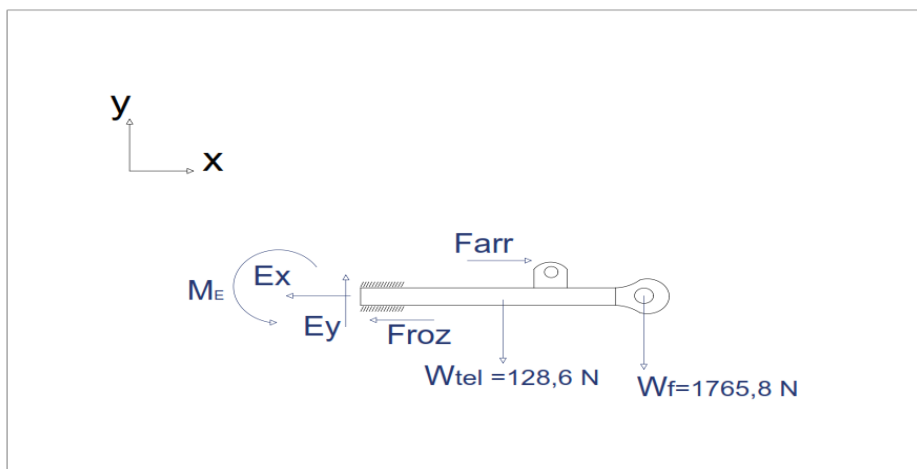 y
x
Farr
Ex
ME
Ey
Froz
Wtel =128,6 N
Wf=1765,8 N